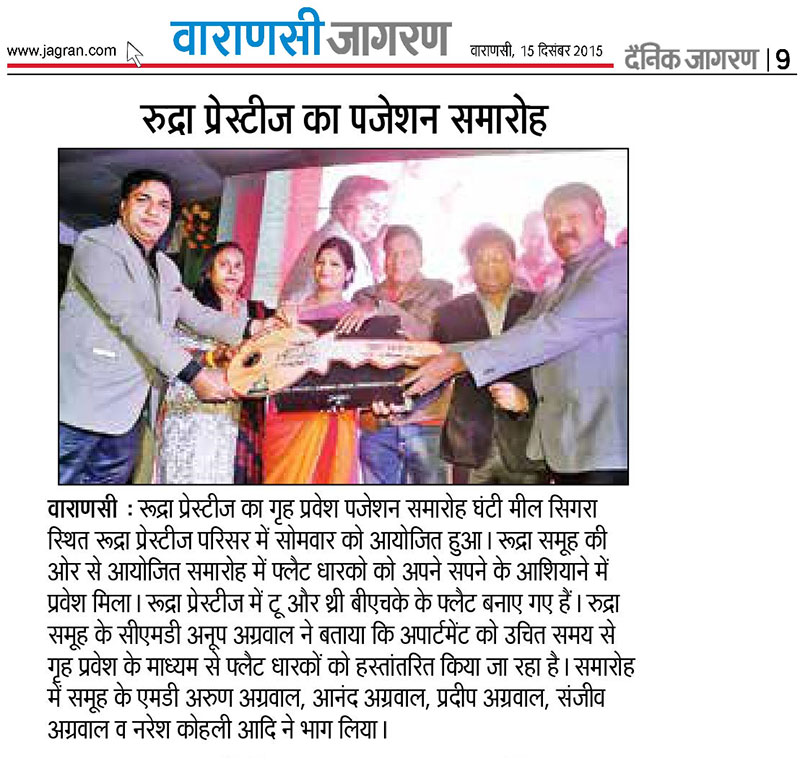 www.jagran.com
वाराणसी जागरण
वाराणसी, 15 दिसंबर 2015
दैनिक जागरण | 9
रुद्रा प्रेस्टीज का पजेशन समारोह
वाराणसी : रूद्रा प्रेस्टीज का गृह प्रवेश पजेशन समारोह घंटी मील सिगरा
स्थित रूद्रा प्रेस्टीज परिसर में सोमवार को आयोजित हुआ। रूद्रा समूह की
ओर से आयोजित समारोह में फ्लैट धारको को अपने सपने के आशियाने में
प्रवेश मिला। रूद्रा प्रेस्टीज में टू और थ्री बीएचके के फ्लैट बनाए गए हैं। रुद्रा
समूह के सीएमडी अनूप अग्रवाल ने बताया कि अपार्टमेंट को उचित समय से
गृह प्रवेश के माध्यम से फ्लैट धारकों को हस्तांतरित किया जा रहा है। समारोह
में समूह के एमडी अरुण अग्रवाल, आनंद अग्रवाल, प्रदीप अग्रवाल, संजीव
अग्रवाल व नरेश कोहली आदि ने भाग लिया।